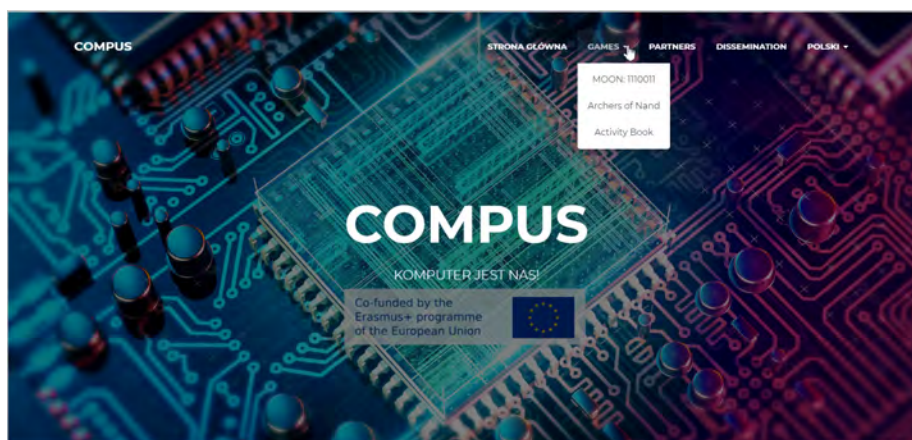 COMPUS
STRONA GŁÓWNA GAMES PARTNERS DISSEMINATION POLSKI
MOON: 1110011
Archers of Nand
Activity Book
COMPUS
KOMPUTER JEST NAS!
Co-funded by the
Erasmus+ programme
of the European Union